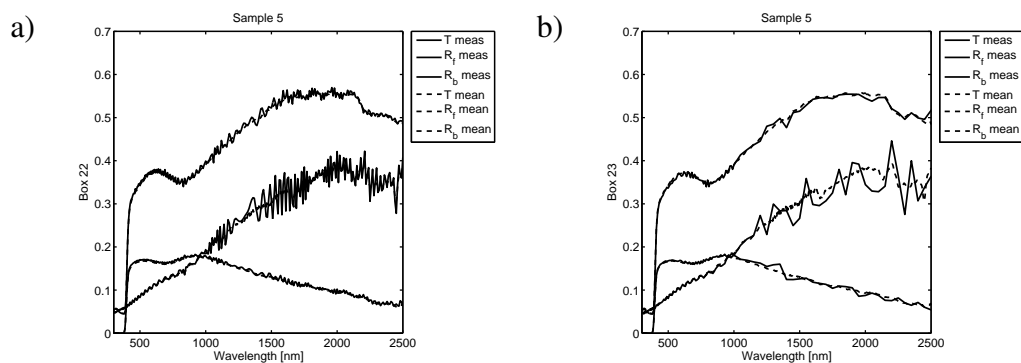 a)
Sample 5
0.7
0.6
0.5
0.4
0.3
0.2
0.1
0
Box 22
500
1000
1500
2000
2500
Wavelength [nm]
T meas
R_f meas
R_b meas
T mean
R_f mean
R_b mean
b)
Sample 5
0.7
0.6
0.5
0.4
0.3
0.2
0.1
0
Box 23
500
1000
1500
2000
2500
Wavelength [nm]
T meas
R_f meas
R_b meas
T mean
R_f mean
R_b mean